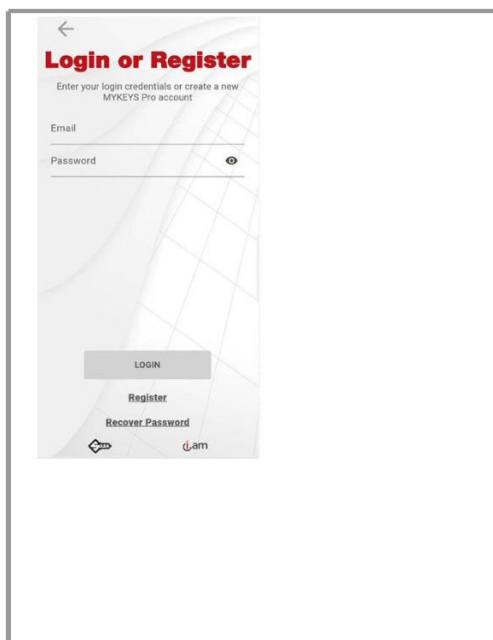 Login or Register
Enter your login credentials or create a new
MYKEYS Pro account
Email
Password
LOGIN
Register
Recover Password
i.am